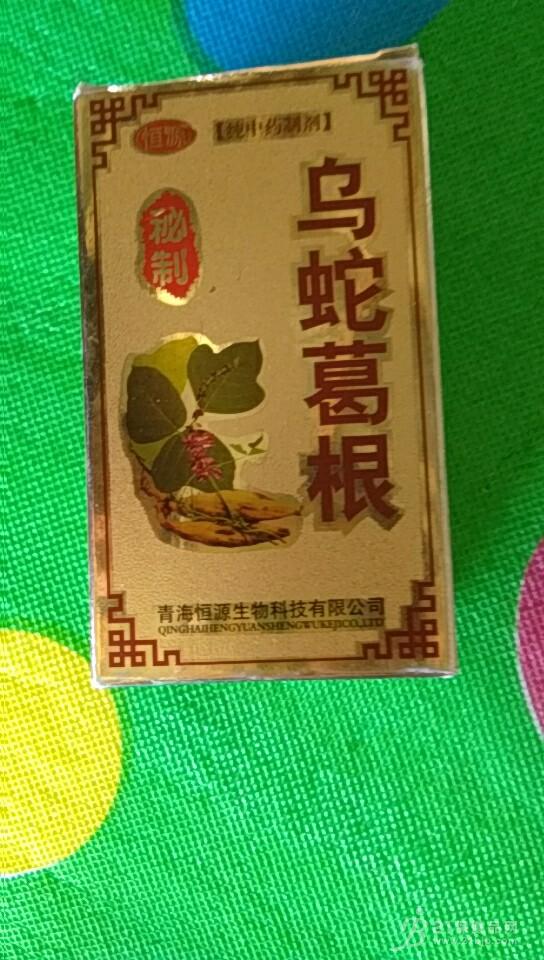 恒源
【纯中药制剂】
秘制
乌蛇葛根
青海恒源生物科技有限公司
QINGHAIHENGYUANSHENGWUKEJICO.,LTD